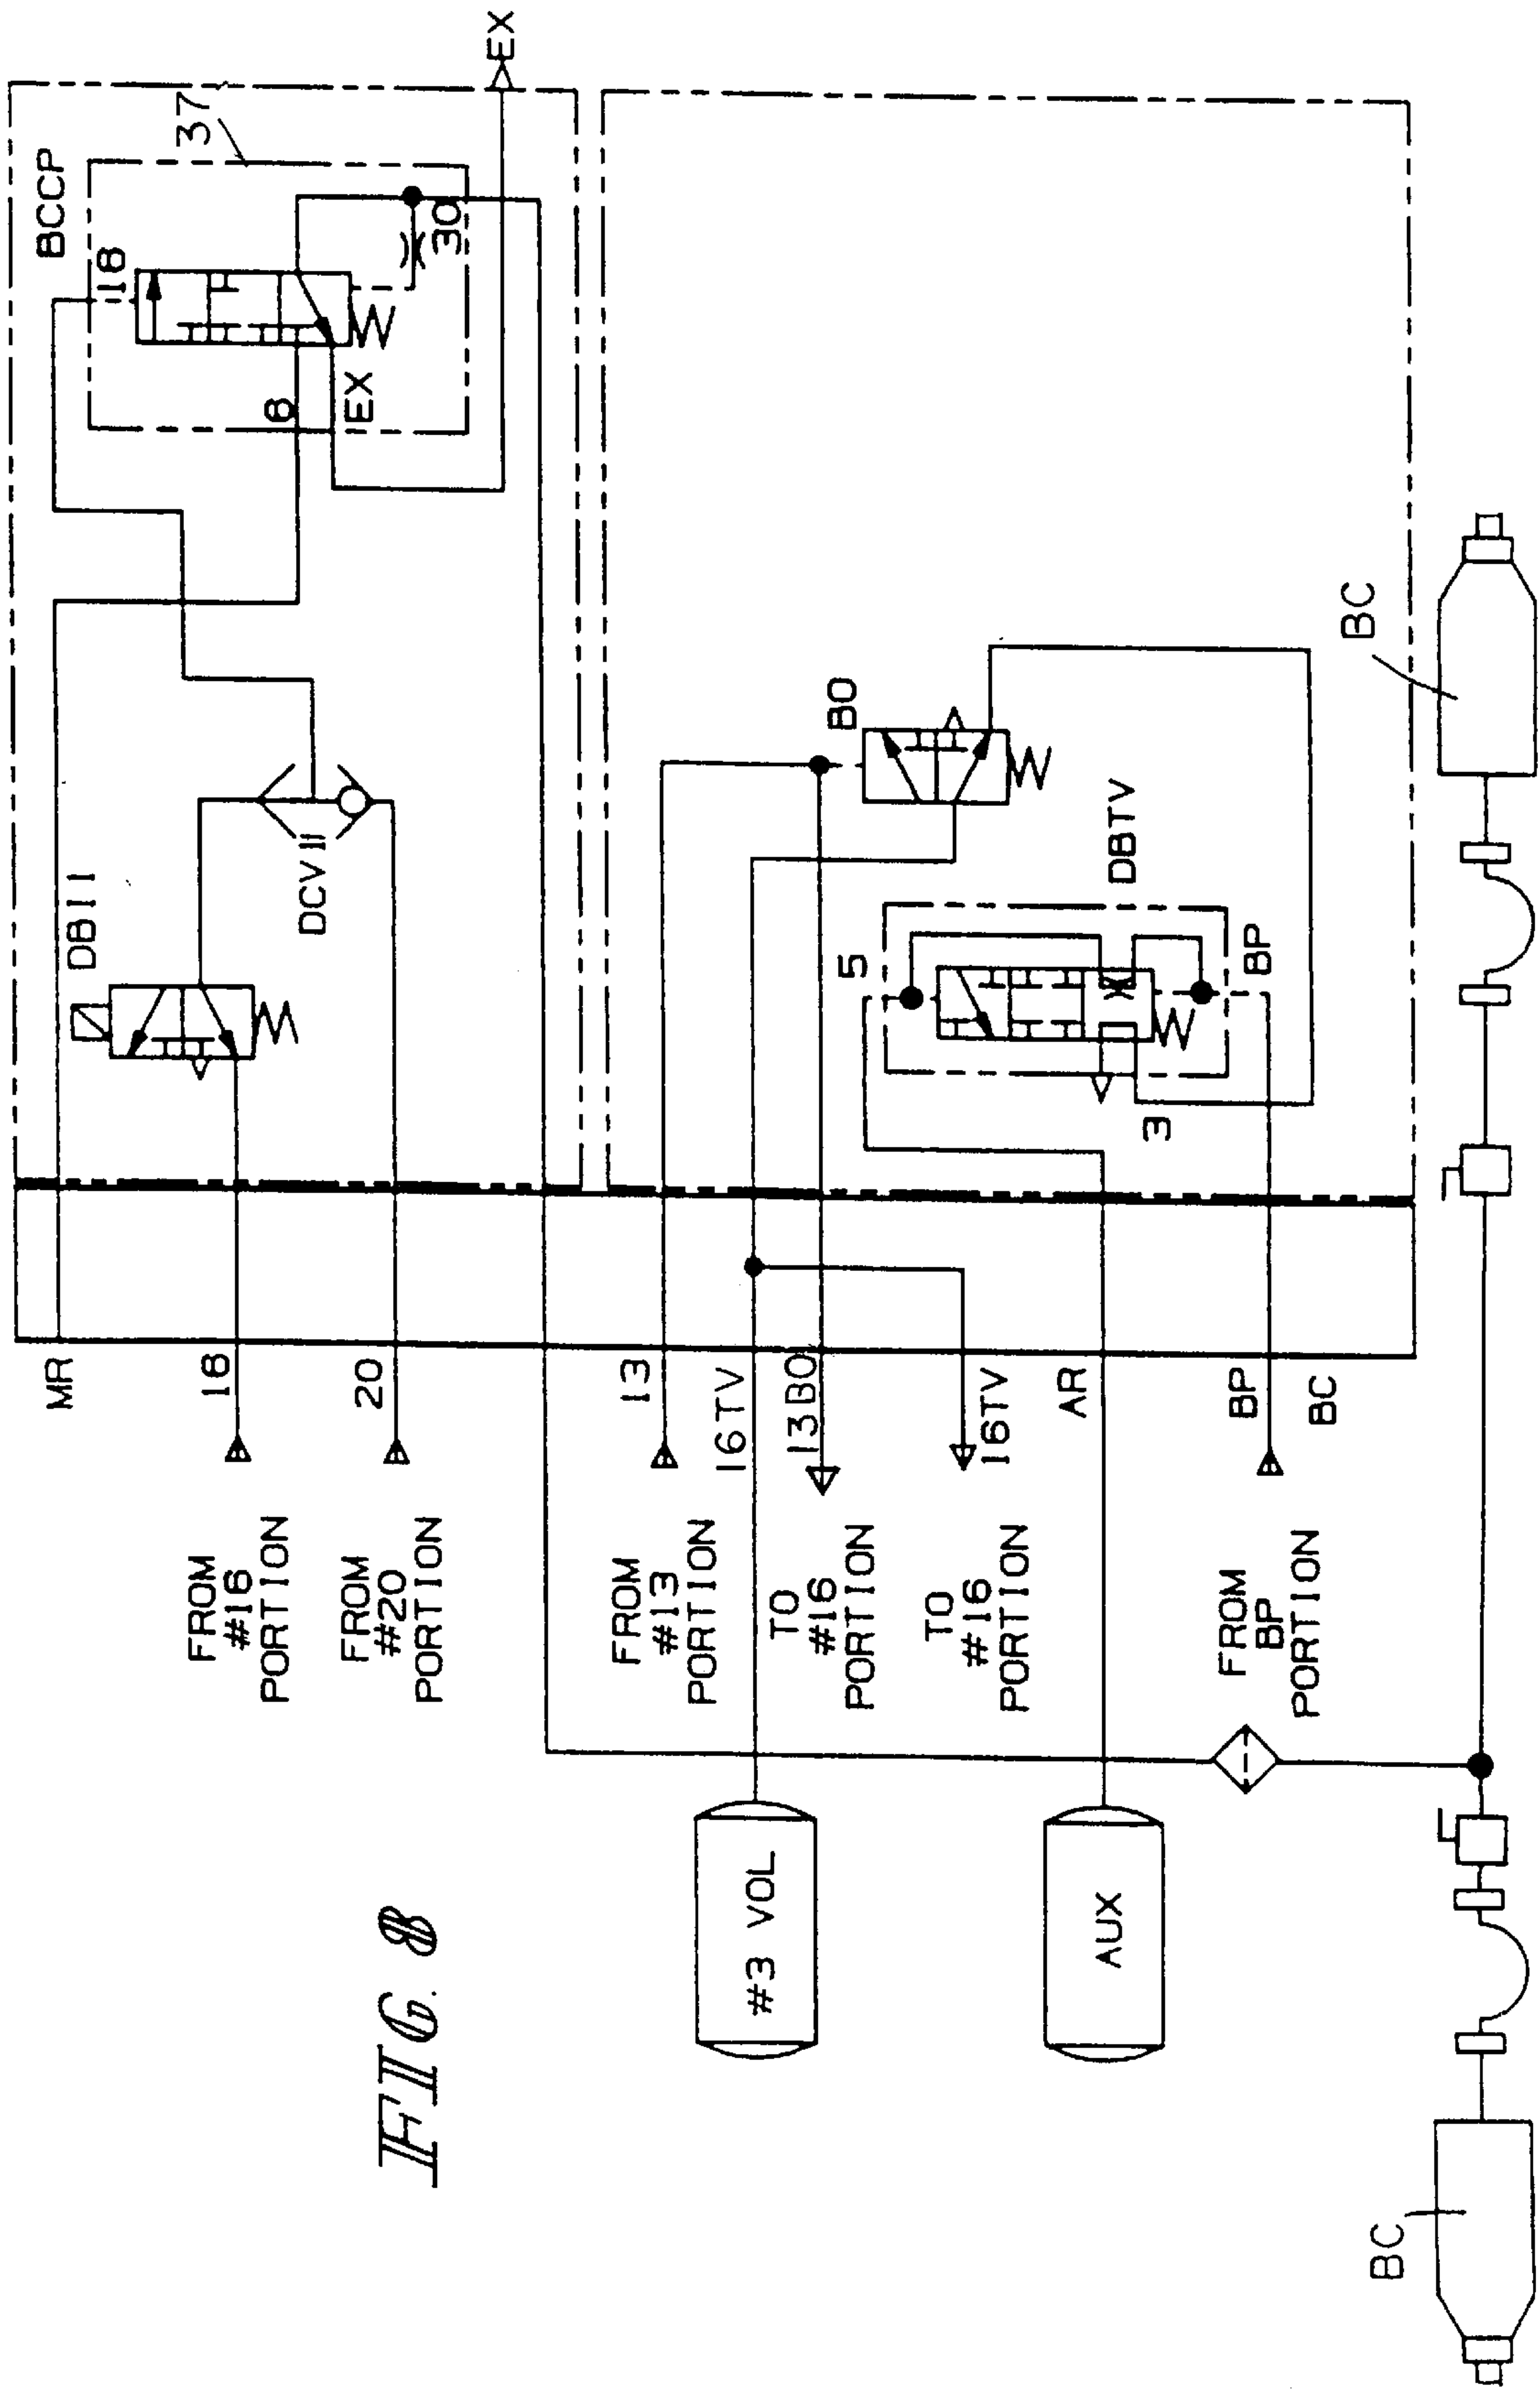 FIG. 8
MR
16
20
13
16TV
13BO
16TV
AR
BP
BC
FROM
#16
PORTION
FROM
#20
PORTION
FROM
#13
PORTION
TO
#16
PORTION
TO
#16
PORTION
FROM
BP
PORTION
#3 VOL
AUX
BC
BC
DB11
DCV11
BCCP
37
16
6
EX
30
EX
BO
DBTV
5
3
BP